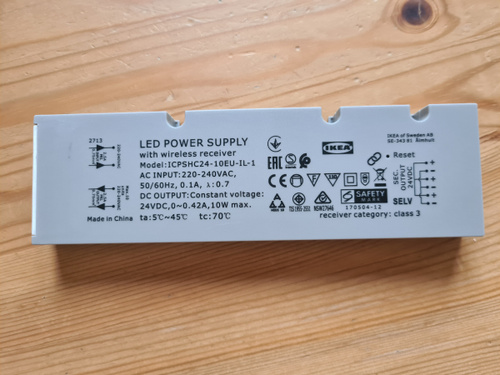 2713
LED POWER SUPPLY
with wireless receiver
Model:ICPSHC24-10EU-IL-1
AC INPUT:220-240VAC,
50/60Hz, 0.1A, λ:0.7
DC OUTPUT:Constant voltage:
24VDC,0~0.42A,10W max.
ta:5℃~45℃ tc:70℃
Made in China
IKEA
IKEA of Sweden AB
SE-343 81 Älmhult
Reset
SEC.
OUTPUT
24VDC
SELV
SAFETY
MARK
170504-12
receiver category: class 3